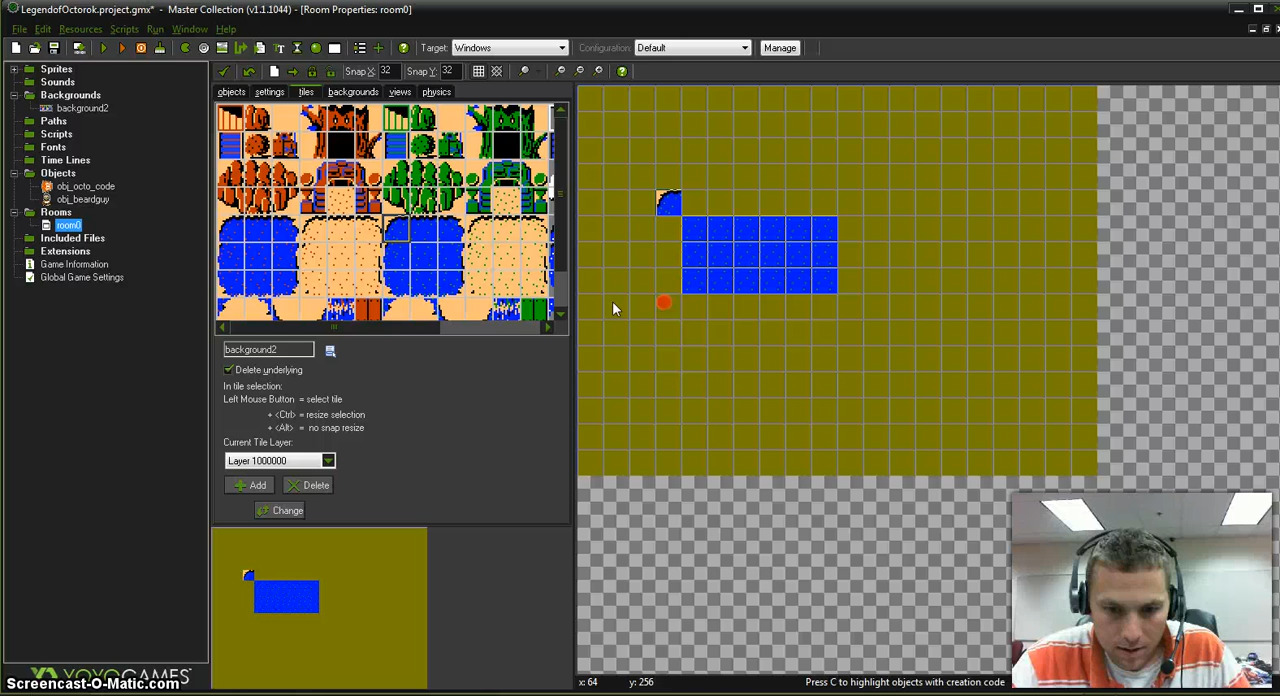 LegendofOctorok.project.gmx* - Master Collection (v1.1.1044) - [Room Properties: room0]
File Edit Resources Scripts Run Window Help
Target: Windows Configuration: Default Manage
Snap X: 32 Snap Y: 32
objects settings tiles backgrounds views physics
Sprites
Sounds
Backgrounds
background2
Paths
Scripts
Fonts
Time Lines
Objects
obj_octo_code
obj_beardguy
Rooms
room0
Included Files
Extensions
Game Information
Global Game Settings
background2
Delete underlying
In tile selection:
Left Mouse Button = select tile
+ <Ctrl> = resize selection
+ <Alt> = no snap resize
Current Tile Layer:
Layer 1000000
Add Delete
Change
x: 64 y: 256 Press C to highlight objects with creation code
YOYOGAMES
Screencast-O-Matic.com